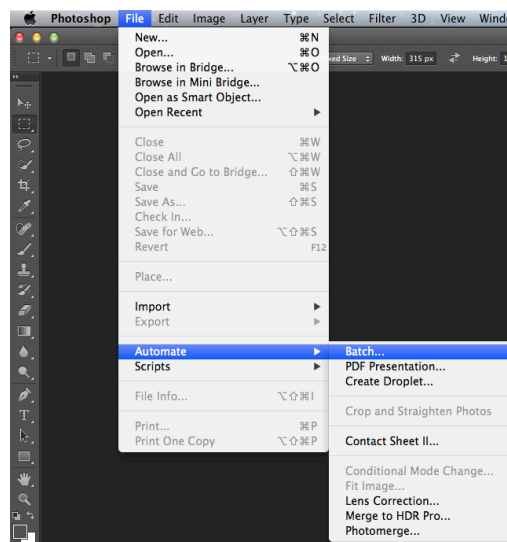 Photoshop File Edit Image Layer Type Select Filter 3D View Wind
New... ⌘N
Open... ⌘O
Browse in Bridge... ⌥⌘O
xed Size Width: 315 px Height: 1
Browse in Mini Bridge...
Open as Smart Object...
Open Recent ▶
Close ⌘W
Close All ⌥⌘W
Close and Go to Bridge... ⇧⌘W
Save ⌘S
Save As... ⇧⌘S
Check In...
Save for Web... ⌥⇧⌘S
Revert F12
Place...
Import ▶
Export ▶
Automate ▶
Scripts ▶
File Info... ⌥⇧⌘I
Print... ⌘P
Print One Copy ⌥⇧⌘P
Batch...
PDF Presentation...
Create Droplet...
Crop and Straighten Photos
Contact Sheet II...
Conditional Mode Change...
Fit Image...
Lens Correction...
Merge to HDR Pro...
Photomerge...